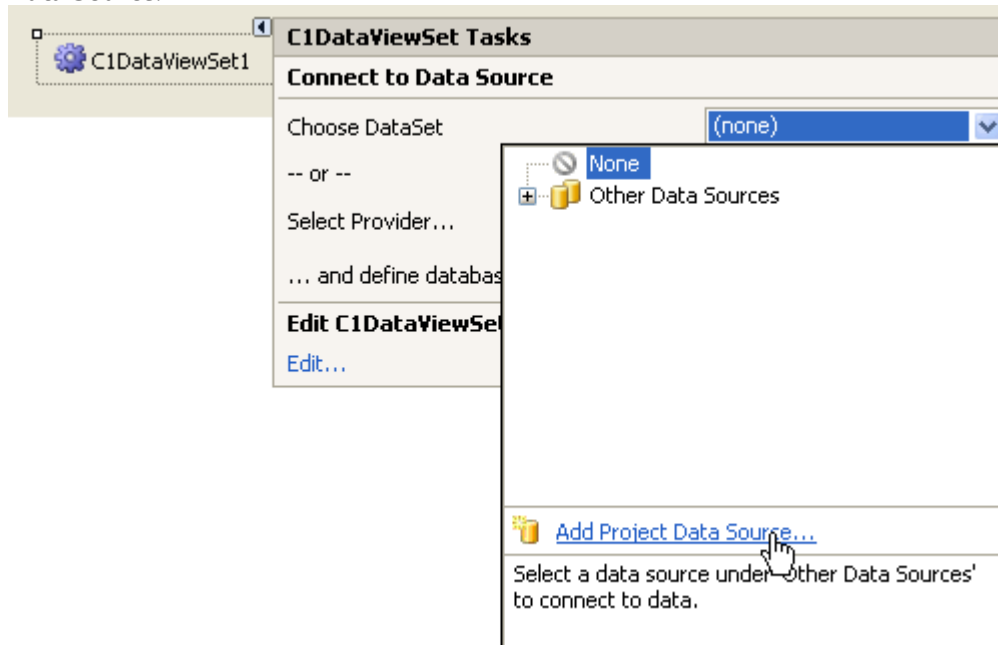 C1DataViewSet1
C1DataViewSet Tasks
Connect to Data Source
Choose DataSet
(none)
-- or --
Select Provider...
... and define databas
Edit C1DataViewSe
Edit...
None
Other Data Sources
Add Project Data Source...
Select a data source under 'Other Data Sources'
to connect to data.